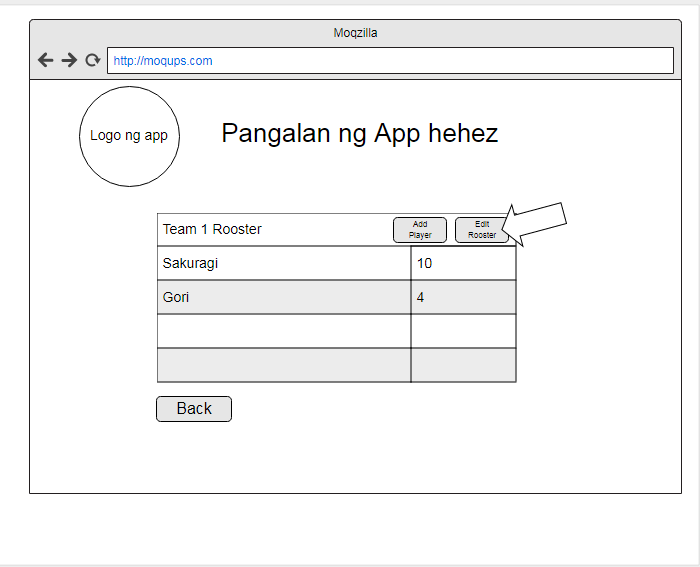 Moqzilla
http://moqups.com
Logo ng app
Pangalan ng App hehez
Team 1 Rooster
Add
Player
Edit
Rooster
Sakuragi 10
Gori 4
Back